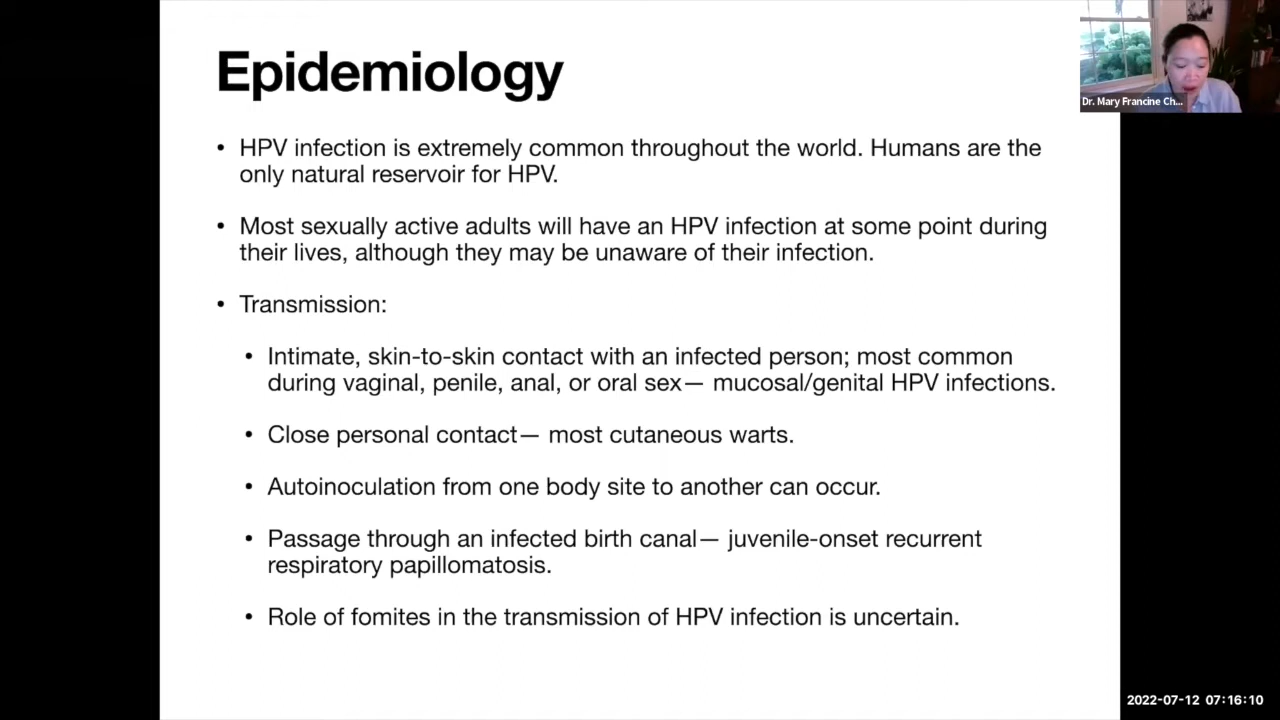 Epidemiology
Dr. Mary Francine Ch...
• HPV infection is extremely common throughout the world. Humans are the
only natural reservoir for HPV.
• Most sexually active adults will have an HPV infection at some point during
their lives, although they may be unaware of their infection.
• Transmission:
• Intimate, skin-to-skin contact with an infected person; most common
during vaginal, penile, anal, or oral sex— mucosal/genital HPV infections.
• Close personal contact— most cutaneous warts.
• Autoinoculation from one body site to another can occur.
• Passage through an infected birth canal— juvenile-onset recurrent
respiratory papillomatosis.
• Role of fomites in the transmission of HPV infection is uncertain.
2022-07-12 07:16:10